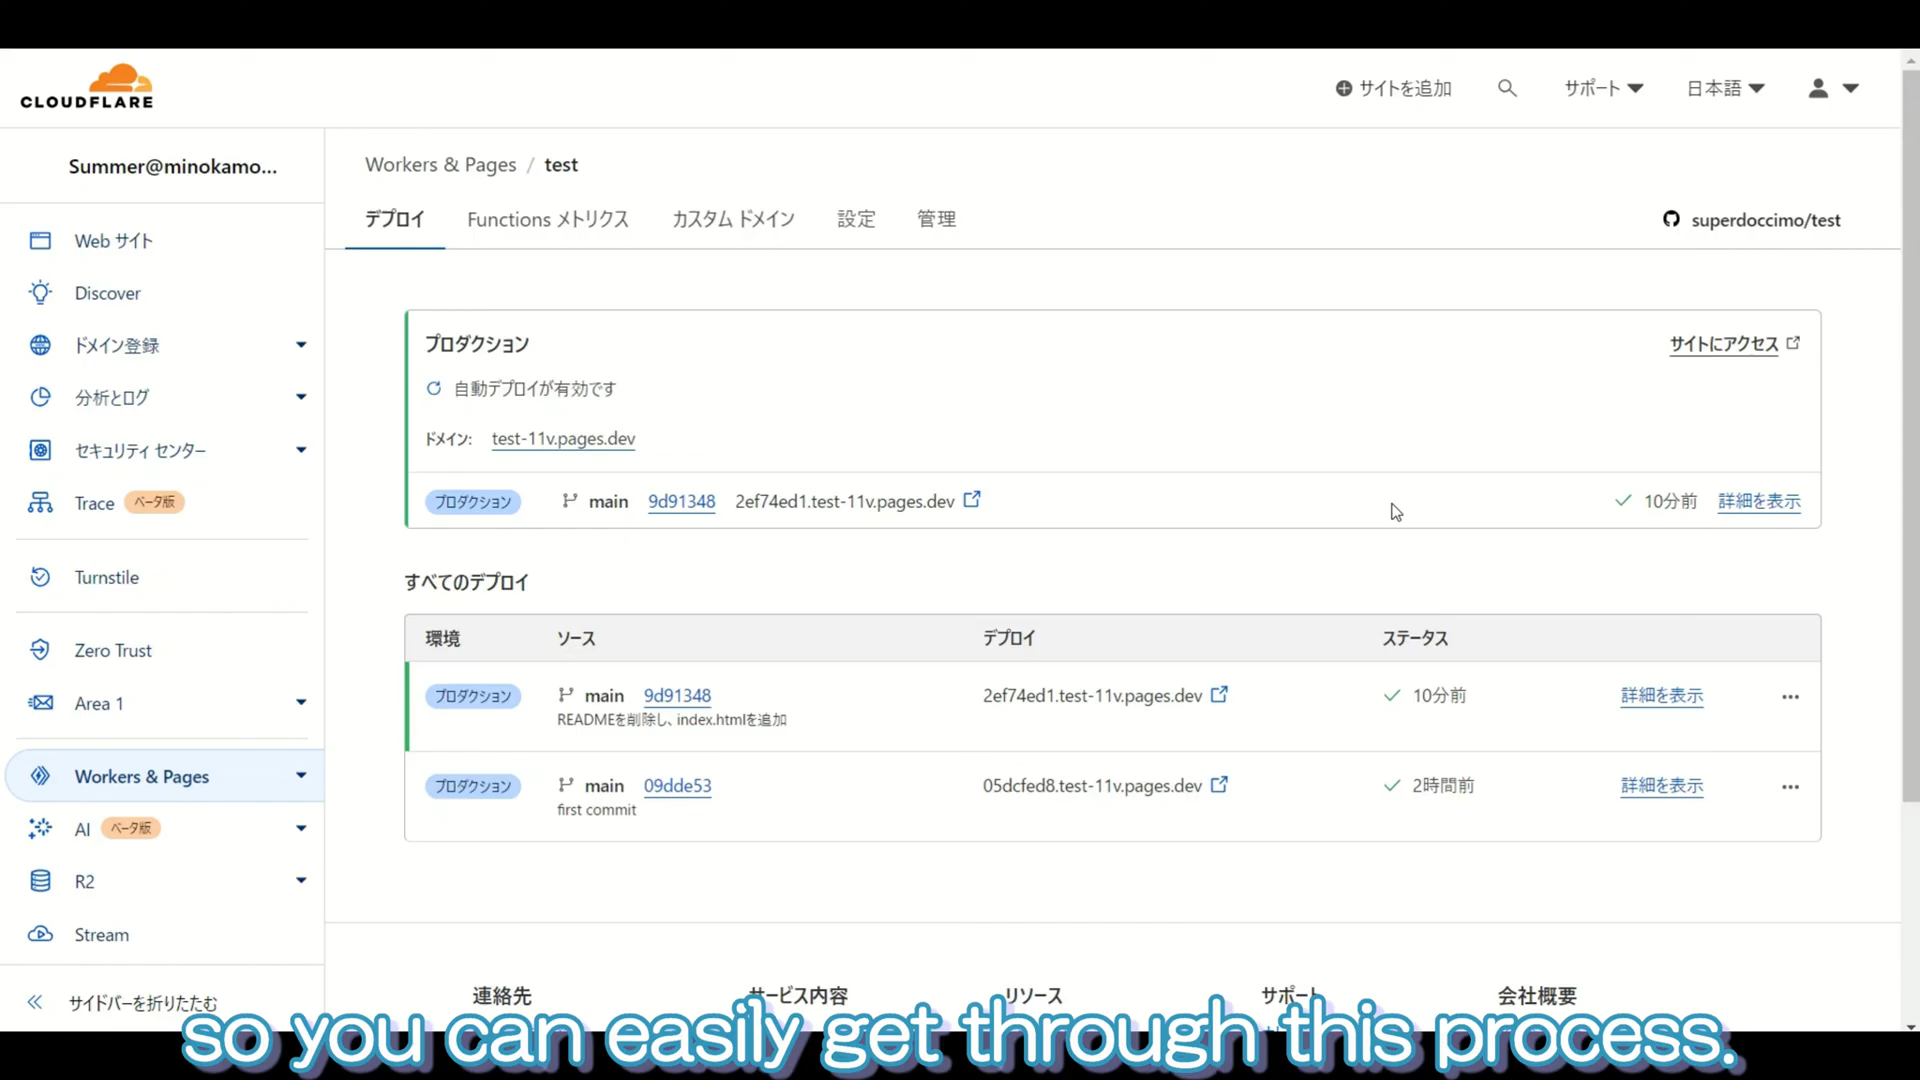 CLOUDFLARE
サイトを追加
サポート
日本語
Summer@minokamo...
Workers & Pages / test
デプロイ
Functions メトリクス
カスタム ドメイン
設定
管理
superdoccimo/test
Web サイト
Discover
ドメイン登録
分析とログ
セキュリティ センター
Trace ベータ版
Turnstile
Zero Trust
Area 1
Workers & Pages
AI ベータ版
R2
Stream
サイドバーを折りたたむ
プロダクション
サイトにアクセス
自動デプロイが有効です
ドメイン: test-11v.pages.dev
プロダクション main 9d91348 2ef74ed1.test-11v.pages.dev 10分前 詳細を表示
すべてのデプロイ
環境 ソース デプロイ ステータス
プロダクション main 9d91348 2ef74ed1.test-11v.pages.dev 10分前 詳細を表示 ...
READMEを削除し、index.htmlを追加
プロダクション main 09dde53 05dcfed8.test-11v.pages.dev 2時間前 詳細を表示 ...
first commit
連絡先 サービス内容 リソース サポート 会社概要
so you can easily get through this process.